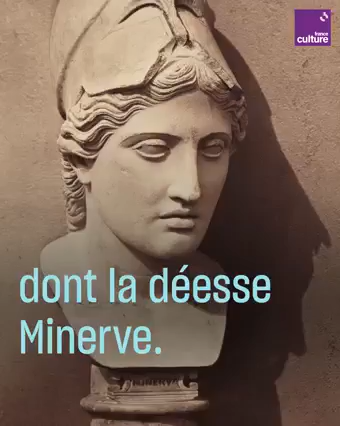 france
culture
dont la déesse
Minerve.
MINERVA